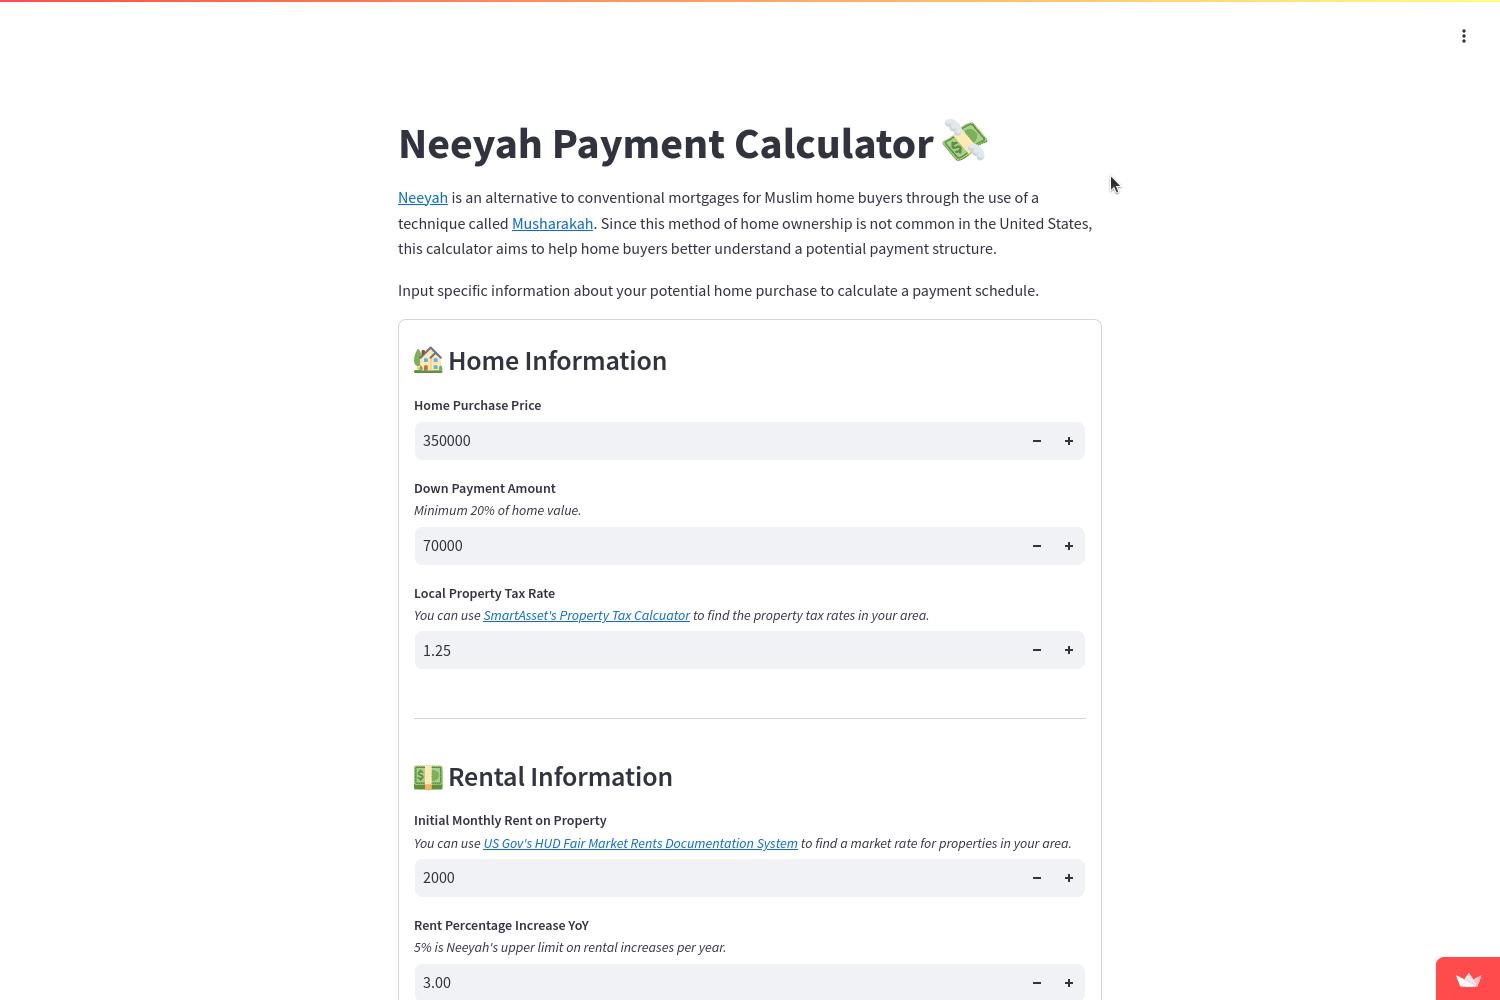 Neeyah Payment Calculator
Neeyah is an alternative to conventional mortgages for Muslim home buyers through the use of a
technique called Musharakah. Since this method of home ownership is not common in the United States,
this calculator aims to help home buyers better understand a potential payment structure.
Input specific information about your potential home purchase to calculate a payment schedule.
Home Information
Home Purchase Price
350000
Down Payment Amount
Minimum 20% of home value.
70000
Local Property Tax Rate
You can use SmartAsset's Property Tax Calcuator to find the property tax rates in your area.
1.25
Rental Information
Initial Monthly Rent on Property
You can use US Gov's HUD Fair Market Rents Documentation System to find a market rate for properties in your area.
2000
Rent Percentage Increase YoY
5% is Neeyah's upper limit on rental increases per year.
3.00